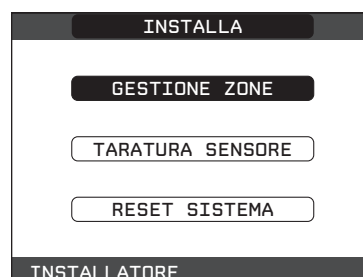 INSTALLA
GESTIONE ZONE
TARATURA SENSORE
RESET SISTEMA
INSTALLATORE